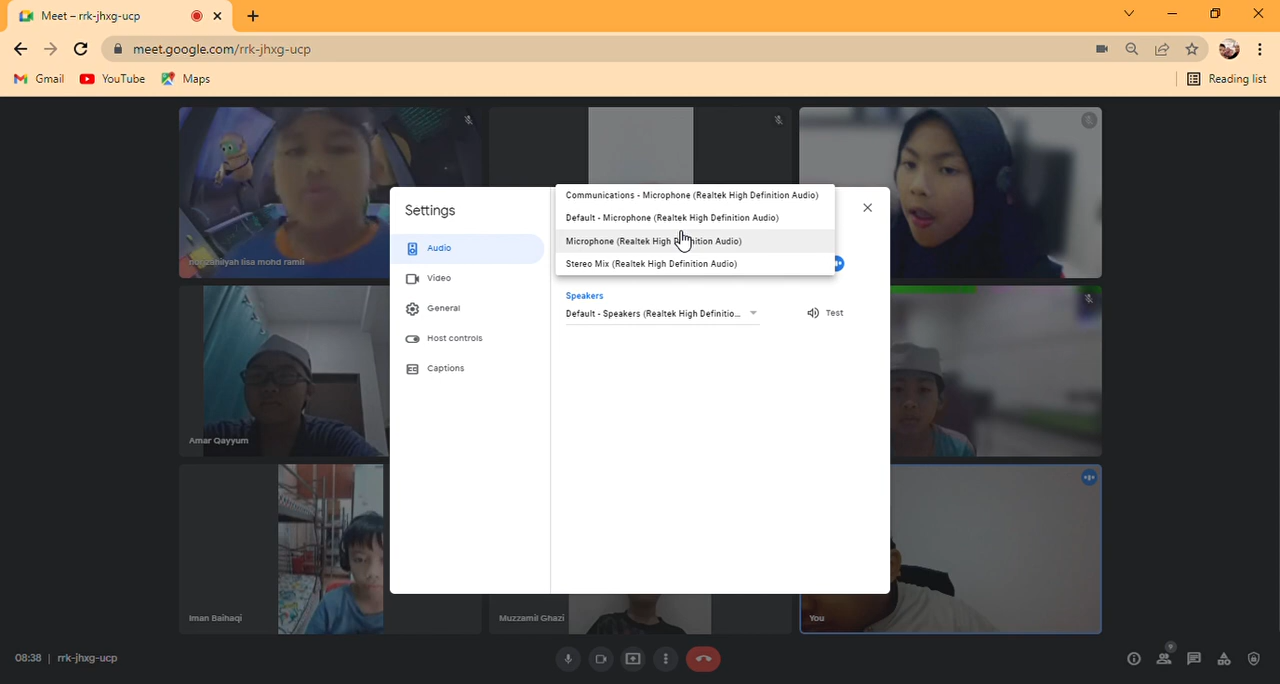 Meet – rrk-jhxg-ucp
meet.google.com/rrk-jhxg-ucp
Gmail
YouTube
Maps
Reading list
Settings
Communications - Microphone (Realtek High Definition Audio)
Default - Microphone (Realtek High Definition Audio)
Microphone (Realtek High Definition Audio)
Stereo Mix (Realtek High Definition Audio)
Audio
Video
General
Host controls
Captions
Speakers
Default - Speakers (Realtek High Definitio...
Test
Amar Qayyum
Iman Baihaqi
Muzzamil Ghazi
You
08:38 | rrk-jhxg-ucp
9